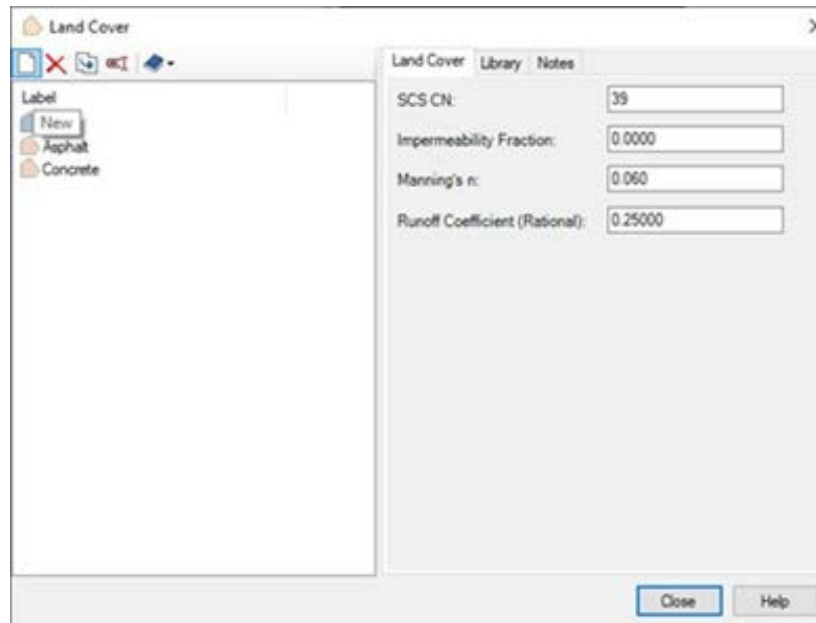 Land Cover
Land Cover Library Notes
Label
New
Asphalt
Concrete
SCS CN: 39
Impermeability Fraction: 0.0000
Manning's n: 0.060
Runoff Coefficient (Rational): 0.25000
Close Help